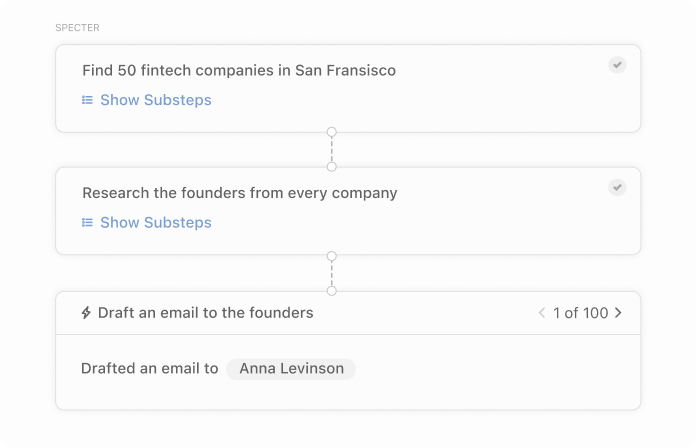 SPECTER
Find 50 fintech companies in San Fransisco
Show Substeps
Research the founders from every company
Show Substeps
Draft an email to the founders
1 of 100
Drafted an email to Anna Levinson